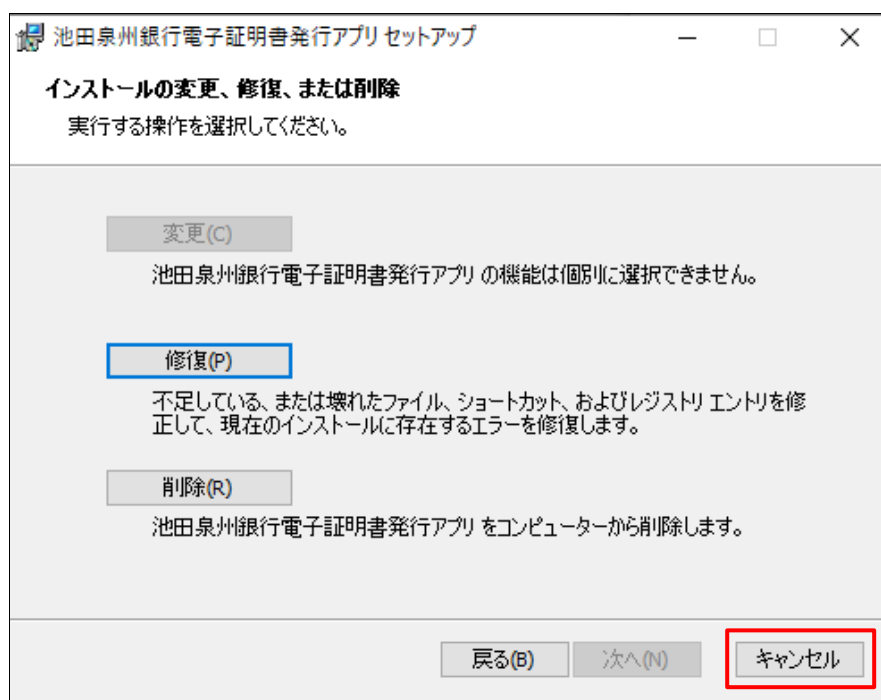 池田泉州銀行電子証明書発行アプリ セットアップ
インストールの変更、修復、または削除
実行する操作を選択してください。
変更(C)
池田泉州銀行電子証明書発行アプリ の機能は個別に選択できません。
修復(P)
不足している、または壊れたファイル、ショートカット、およびレジストリ エントリを修
正して、現在のインストールに存在するエラーを修復します。
削除(R)
池田泉州銀行電子証明書発行アプリ をコンピューターから削除します。
戻る(B) 次へ(N) キャンセル